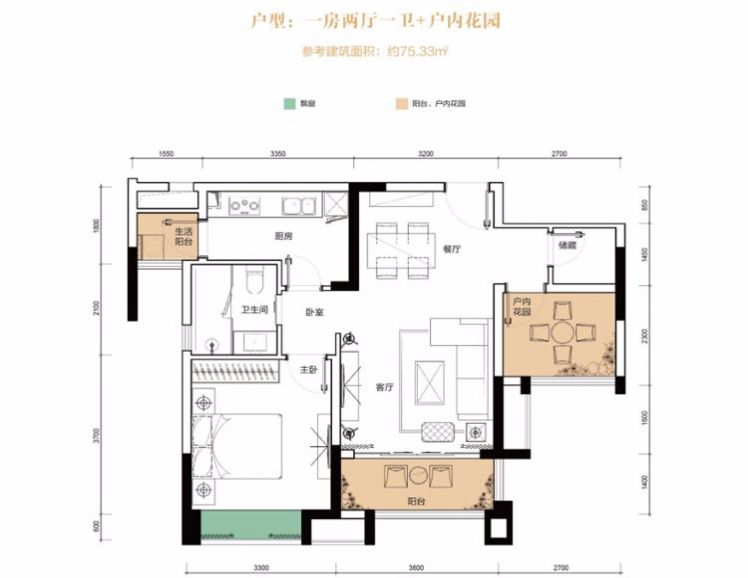 户型：一房两厅一卫+户内花园
参考建筑面积：约75.33㎡
飘窗
阳台、户内花园
1550
3350
3200
2700
1800
2100
3700
600
850
1450
2300
1600
1400
生活
阳台
厨房
餐厅
储藏
卫生间
卧室
户内
花园
主卧
客厅
阳台
3300
3600
2700